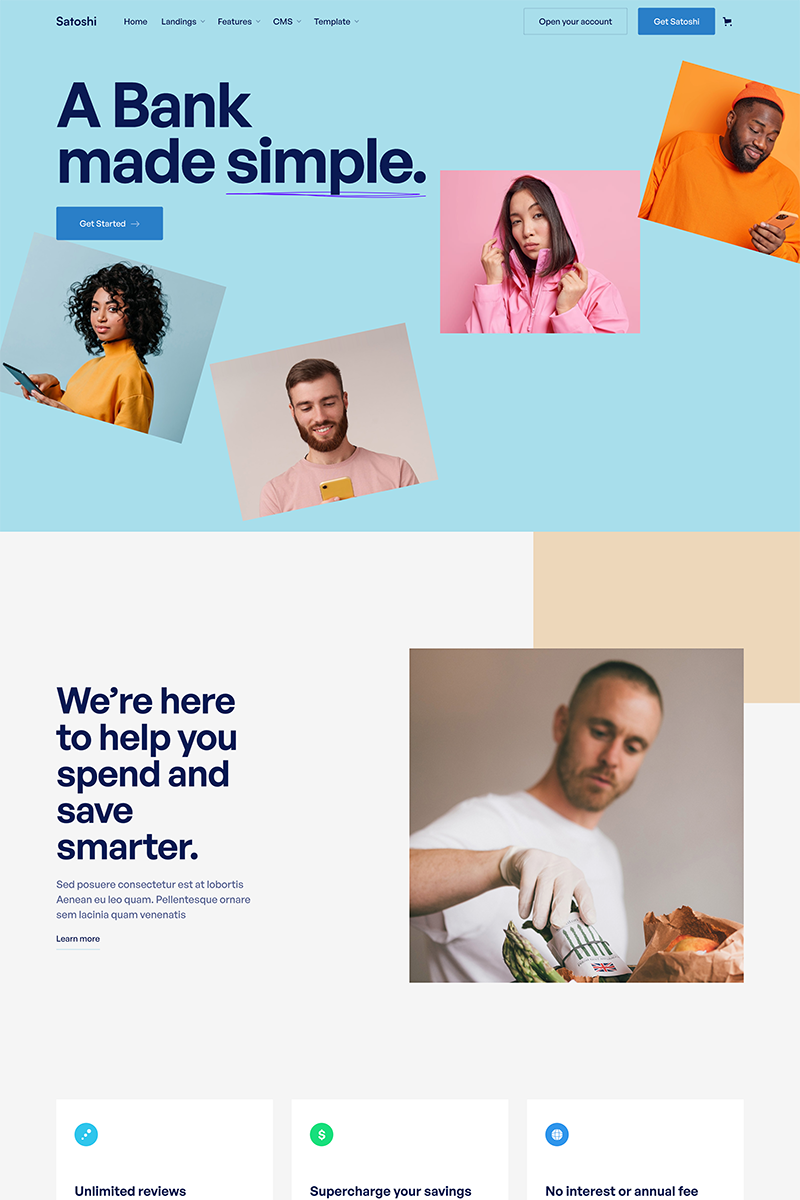 Satoshi
Home
Landings
Features
CMS
Template
Open your account
Get Satoshi
A Bank
made simple.
Get Started
We’re here
to help you
spend and
save
smarter.
Sed posuere consectetur est at lobortis
Aenean eu leo quam. Pellentesque ornare
sem lacinia quam venenatis
Learn more
$
Unlimited reviews
Supercharge your savings
No interest or annual fee